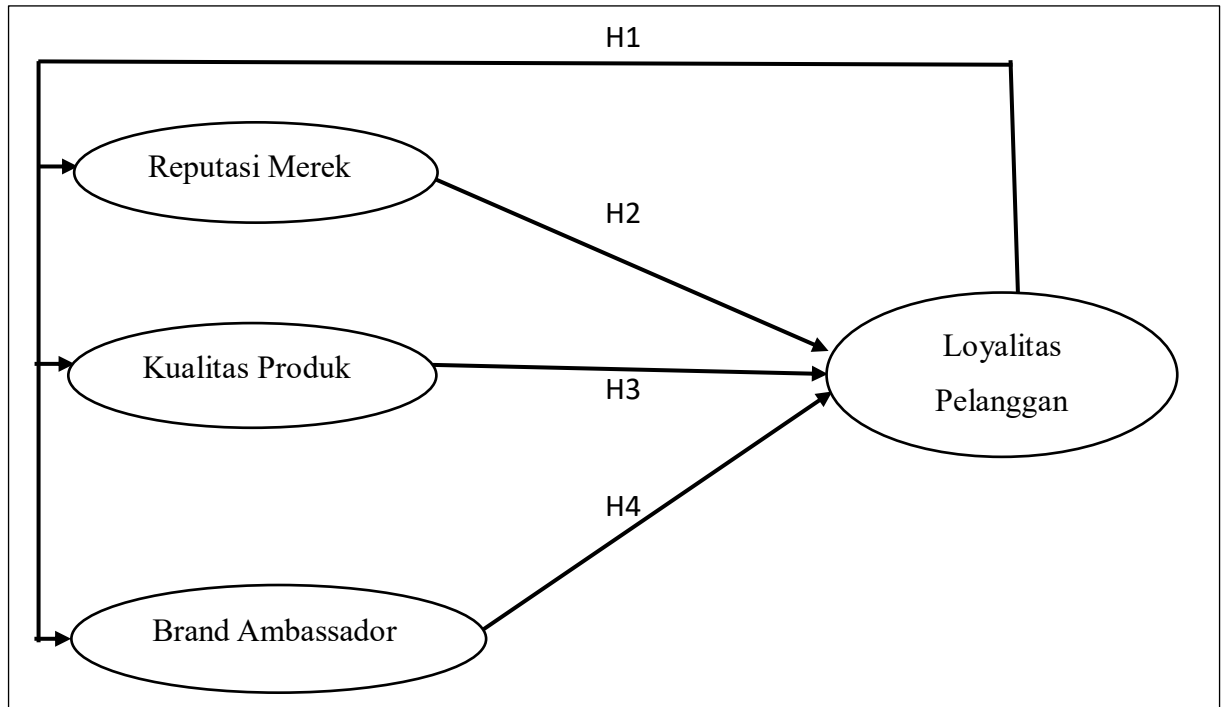 H1
Reputasi Merek
H2
Kualitas Produk
H3
Loyalitas
Pelanggan
H4
Brand Ambassador